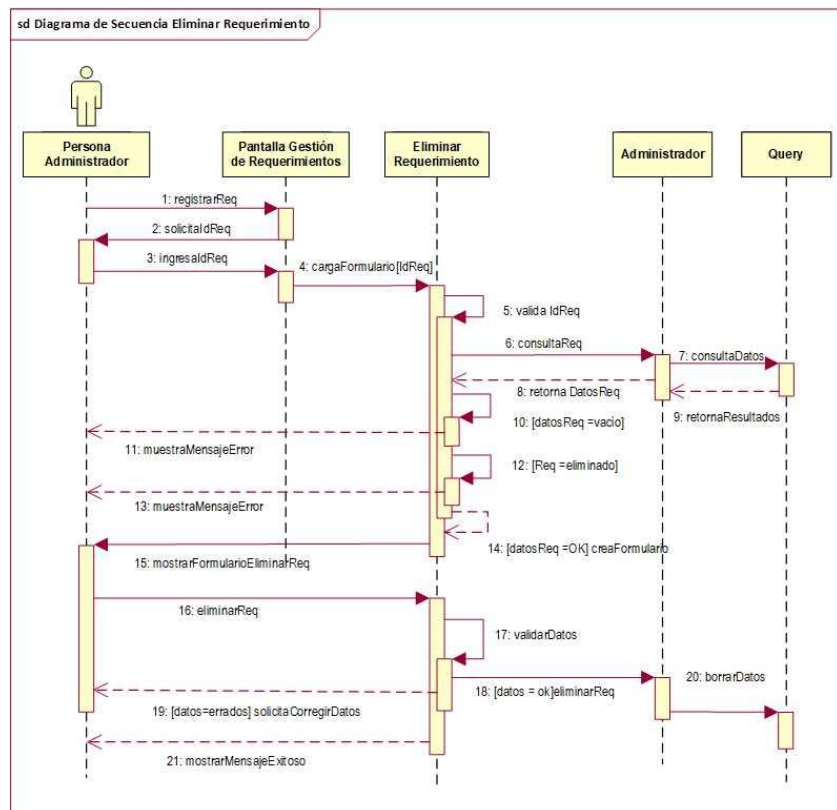 sd Diagrama de Secuencia Eliminar Requerimiento
Persona
Administrador
Pantalla Gestión
de Requerimientos
Eliminar
Requerimiento
Administrador
Query
1: registrarReq
2: solicitaIdReq
3: ingresaIdReq
4: cargaFormulario[IdReq]
5: valida IdReq
6: consultaReq
7: consultaDatos
8: retorna DatosReq
9: retornaResultados
10: [datosReq =vacio]
11: muestraMensajeError
12: [Req =eliminado]
13: muestraMensajeError
14: [datosReq =OK] creaFormulario
15: mostrarFormularioEliminarReq
16: eliminarReq
17: validarDatos
18: [datos = ok]eliminarReq
20: borrarDatos
19: [datos=errados] solicitaCorregirDatos
21: mostrarMensajeExitoso